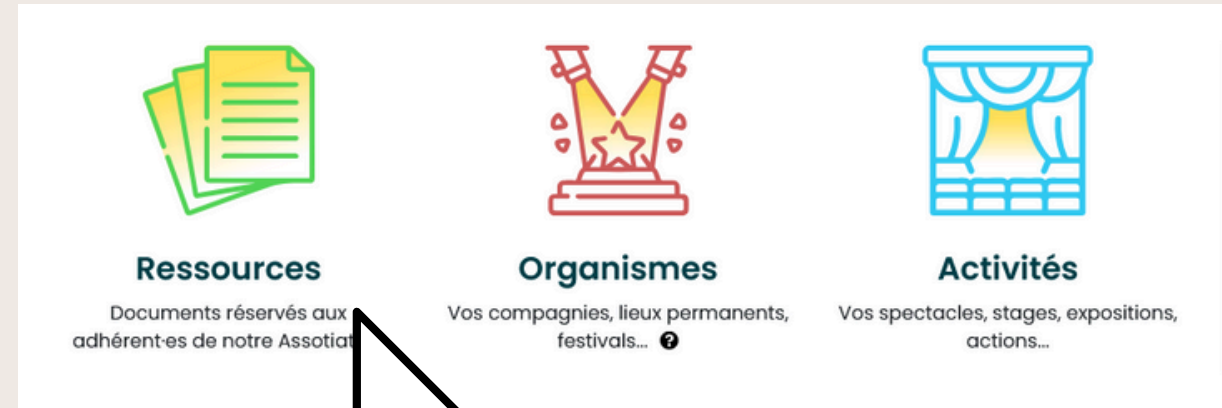 Ressources
Documents réservés aux
adhérent·es de notre
Organismes
Vos compagnies, lieux permanents,
festivals... ?
Activités
Vos spectacles, stages, expositions,
actions...